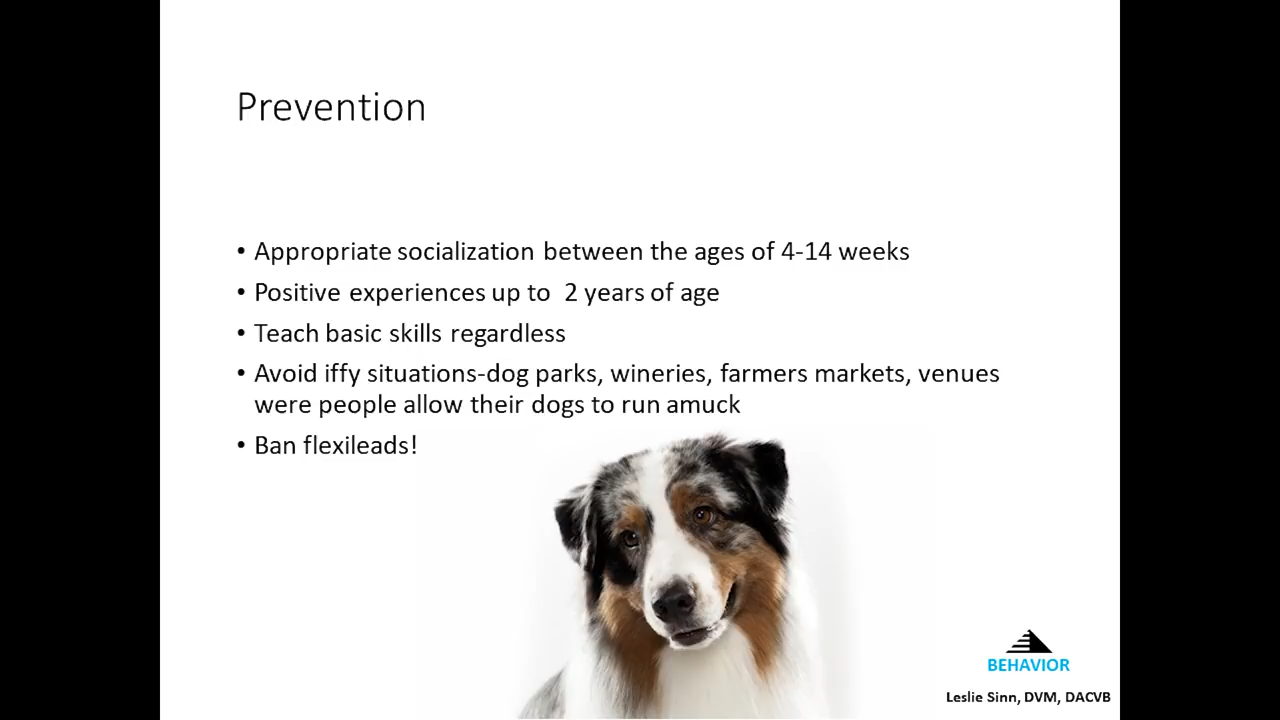 Prevention
• Appropriate socialization between the ages of 4-14 weeks
• Positive experiences up to  2 years of age
• Teach basic skills regardless
• Avoid iffy situations-dog parks, wineries, farmers markets, venues
were people allow their dogs to run amuck
• Ban flexileads!
BEHAVIOR
Leslie Sinn, DVM, DACVB